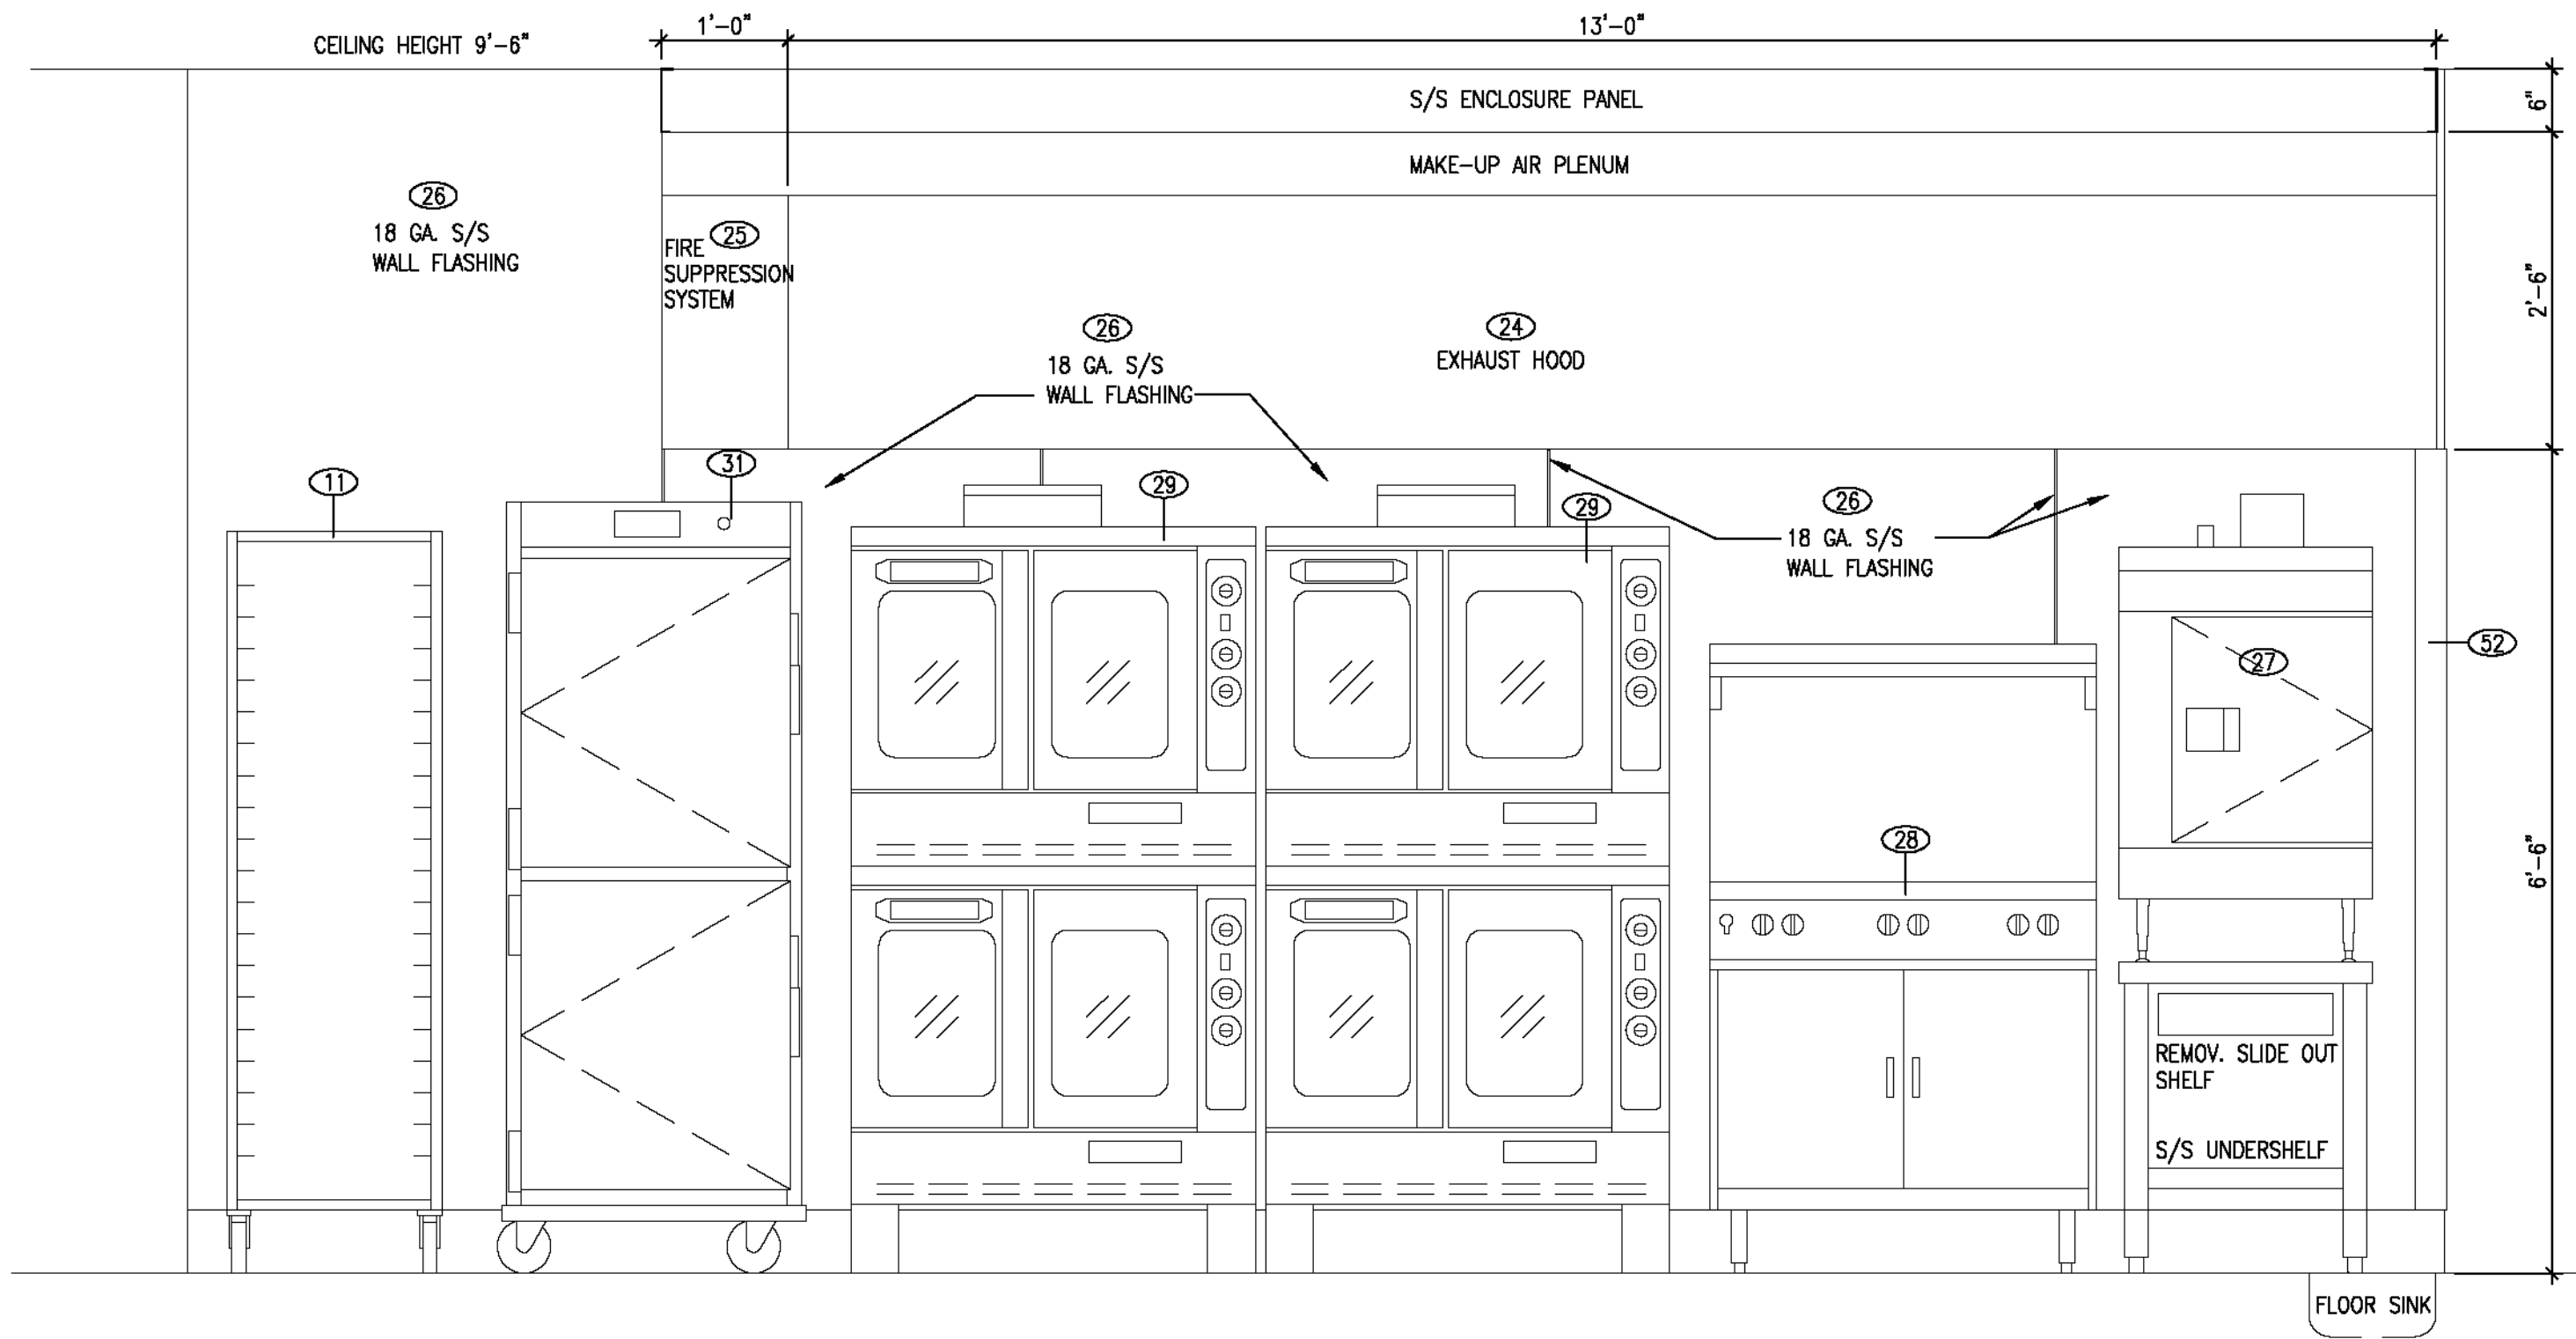 CEILING HEIGHT 9'-6"
1'-0"
13'-0"
S/S ENCLOSURE PANEL
6"
MAKE-UP AIR PLENUM
26
18 GA. S/S
WALL FLASHING
25
FIRE
SUPPRESSION
SYSTEM
2'-6"
26
18 GA. S/S
WALL FLASHING
24
EXHAUST HOOD
11
31
29
29
26
18 GA. S/S
WALL FLASHING
27
52
28
6'-6"
REMOV. SLIDE OUT
SHELF
S/S UNDERSHELF
FLOOR SINK